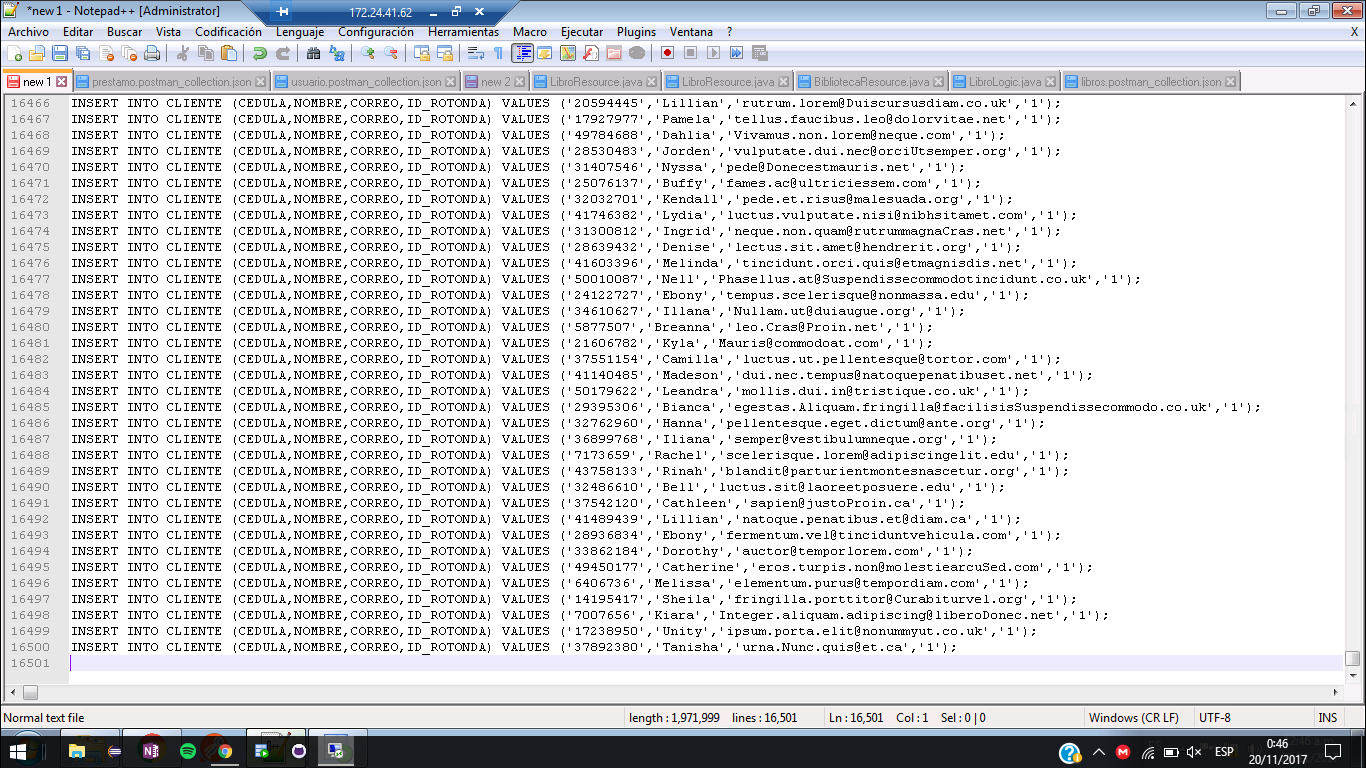 *new 1 - Notepad++ [Administrator]
172.24.41.62
Archivo Editar Buscar Vista Codificación Lenguaje Herramientas Configuración Macro Ejecutar Plugins Ventana ? X
new 1 prestamo.postman_collection.json usuario.postman_collection.json new 2 LibroResource.java LibroResource.java BibliotecaResource.java LibroLogic.java libros.postman_collection.json
16466 INSERT INTO CLIENTE (CEDULA,NOMBRE,CORREO,ID_ROTONDA) VALUES ('20594445','Lillian','rutrum.lorem@Duiscursusdiam.co.uk','1');
16467 INSERT INTO CLIENTE (CEDULA,NOMBRE,CORREO,ID_ROTONDA) VALUES ('17927977','Pamela','tellus.faucibus.leo@dolorvitae.net','1');
16468 INSERT INTO CLIENTE (CEDULA,NOMBRE,CORREO,ID_ROTONDA) VALUES ('49784688','Dahlia','Vivamus.non.lorem@neque.com','1');
16469 INSERT INTO CLIENTE (CEDULA,NOMBRE,CORREO,ID_ROTONDA) VALUES ('28530483','Jorden','vulputate.dui.nec@orciUtsemper.org','1');
16470 INSERT INTO CLIENTE (CEDULA,NOMBRE,CORREO,ID_ROTONDA) VALUES ('31407546','Nyssa','pede@Donecestmauris.net','1');
16471 INSERT INTO CLIENTE (CEDULA,NOMBRE,CORREO,ID_ROTONDA) VALUES ('25076137','Buffy','fames.ac@ultriciessem.com','1');
16472 INSERT INTO CLIENTE (CEDULA,NOMBRE,CORREO,ID_ROTONDA) VALUES ('32032701','Kendall','pede.et.risus@malesuada.org','1');
16473 INSERT INTO CLIENTE (CEDULA,NOMBRE,CORREO,ID_ROTONDA) VALUES ('41746382','Lydia','luctus.vulputate.nisi@nibhsitamet.com','1');
16474 INSERT INTO CLIENTE (CEDULA,NOMBRE,CORREO,ID_ROTONDA) VALUES ('31300812','Ingrid','neque.non.quam@rutrummagnaCras.net','1');
16475 INSERT INTO CLIENTE (CEDULA,NOMBRE,CORREO,ID_ROTONDA) VALUES ('28639432','Denise','lectus.sit.amet@hendrerit.org','1');
16476 INSERT INTO CLIENTE (CEDULA,NOMBRE,CORREO,ID_ROTONDA) VALUES ('41603396','Melinda','tincidunt.orci.quis@etmagnisdis.net','1');
16477 INSERT INTO CLIENTE (CEDULA,NOMBRE,CORREO,ID_ROTONDA) VALUES ('50010087','Nell','Phasellus.at@Suspendissecommodotincidunt.co.uk','1');
16478 INSERT INTO CLIENTE (CEDULA,NOMBRE,CORREO,ID_ROTONDA) VALUES ('24122727','Ebony','tempus.scelerisque@nonmassa.edu','1');
16479 INSERT INTO CLIENTE (CEDULA,NOMBRE,CORREO,ID_ROTONDA) VALUES ('34610627','Illana','Nullam.ut@duiaugue.org','1');
16480 INSERT INTO CLIENTE (CEDULA,NOMBRE,CORREO,ID_ROTONDA) VALUES ('5877507','Breanna','leo.Cras@Proin.net','1');
16481 INSERT INTO CLIENTE (CEDULA,NOMBRE,CORREO,ID_ROTONDA) VALUES ('21606782','Kyla','Mauris@commodoat.com','1');
16482 INSERT INTO CLIENTE (CEDULA,NOMBRE,CORREO,ID_ROTONDA) VALUES ('37551154','Camilla','luctus.ut.pellentesque@tortor.com','1');
16483 INSERT INTO CLIENTE (CEDULA,NOMBRE,CORREO,ID_ROTONDA) VALUES ('41140485','Madeson','dui.nec.tempus@natoquepenatibuset.net','1');
16484 INSERT INTO CLIENTE (CEDULA,NOMBRE,CORREO,ID_ROTONDA) VALUES ('50179622','Leandra','mollis.dui.in@tristique.co.uk','1');
16485 INSERT INTO CLIENTE (CEDULA,NOMBRE,CORREO,ID_ROTONDA) VALUES ('29395306','Bianca','egestas.Aliquam.fringilla@facilisisSuspendissecommodo.co.uk','1');
16486 INSERT INTO CLIENTE (CEDULA,NOMBRE,CORREO,ID_ROTONDA) VALUES ('32762960','Hanna','pellentesque.eget.dictum@ante.org','1');
16487 INSERT INTO CLIENTE (CEDULA,NOMBRE,CORREO,ID_ROTONDA) VALUES ('36899768','Iliana','semper@vestibulumneque.org','1');
16488 INSERT INTO CLIENTE (CEDULA,NOMBRE,CORREO,ID_ROTONDA) VALUES ('7173659','Rachel','scelerisque.lorem@adipiscingelit.edu','1');
16489 INSERT INTO CLIENTE (CEDULA,NOMBRE,CORREO,ID_ROTONDA) VALUES ('43758133','Rinah','blandit@parturientmontesnascetur.org','1');
16490 INSERT INTO CLIENTE (CEDULA,NOMBRE,CORREO,ID_ROTONDA) VALUES ('32486610','Bell','luctus.sit@laoreetposuere.edu','1');
16491 INSERT INTO CLIENTE (CEDULA,NOMBRE,CORREO,ID_ROTONDA) VALUES ('37542120','Cathleen','sapien@justoProin.ca','1');
16492 INSERT INTO CLIENTE (CEDULA,NOMBRE,CORREO,ID_ROTONDA) VALUES ('41489439','Lillian','natoque.penatibus.et@diam.ca','1');
16493 INSERT INTO CLIENTE (CEDULA,NOMBRE,CORREO,ID_ROTONDA) VALUES ('28936834','Ebony','fermentum.vel@tinciduntvehicula.com','1');
16494 INSERT INTO CLIENTE (CEDULA,NOMBRE,CORREO,ID_ROTONDA) VALUES ('33862184','Dorothy','auctor@temporlorem.com','1');
16495 INSERT INTO CLIENTE (CEDULA,NOMBRE,CORREO,ID_ROTONDA) VALUES ('49450177','Catherine','eros.turpis.non@molestiearcuSed.com','1');
16496 INSERT INTO CLIENTE (CEDULA,NOMBRE,CORREO,ID_ROTONDA) VALUES ('6406736','Melissa','elementum.purus@tempordiam.com','1');
16497 INSERT INTO CLIENTE (CEDULA,NOMBRE,CORREO,ID_ROTONDA) VALUES ('14195417','Sheila','fringilla.porttitor@Curabiturvel.org','1');
16498 INSERT INTO CLIENTE (CEDULA,NOMBRE,CORREO,ID_ROTONDA) VALUES ('7007656','Kiara','Integer.aliquam.adipiscing@liberoDonec.net','1');
16499 INSERT INTO CLIENTE (CEDULA,NOMBRE,CORREO,ID_ROTONDA) VALUES ('17238950','Unity','ipsum.porta.elit@nonummyut.co.uk','1');
16500 INSERT INTO CLIENTE (CEDULA,NOMBRE,CORREO,ID_ROTONDA) VALUES ('37892380','Tanisha','urna.Nunc.quis@et.ca','1');
16501
Normal text file length : 1,971,999 lines : 16,501 Ln : 16,501 Col : 1 Sel : 0 | 0 Windows (CR LF) UTF-8 INS
ESP 0:46
20/11/2017